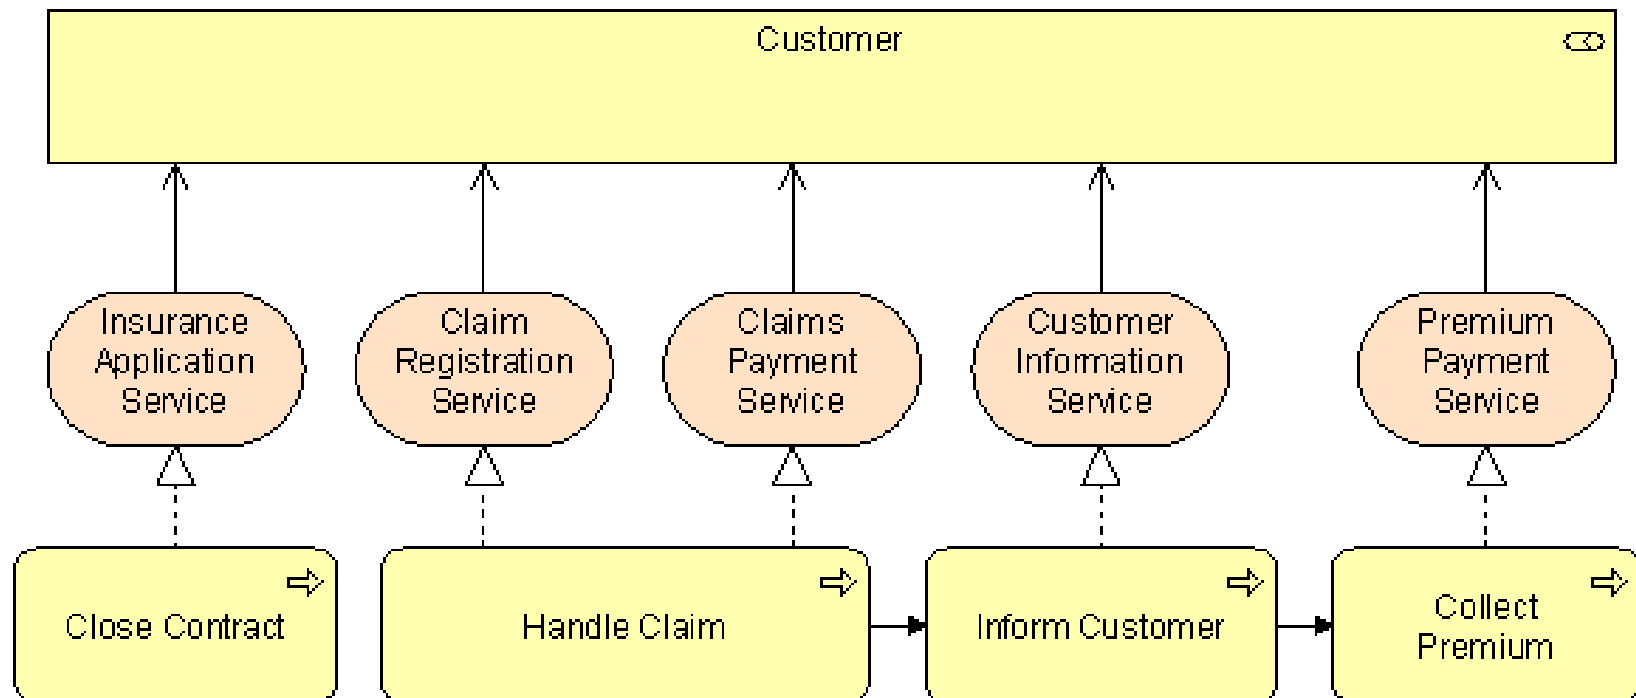 Customer
Insurance
Application
Service
Claim
Registration
Service
Claims
Payment
Service
Customer
Information
Service
Premium
Payment
Service
Close Contract
Handle Claim
Inform Customer
Collect
Premium